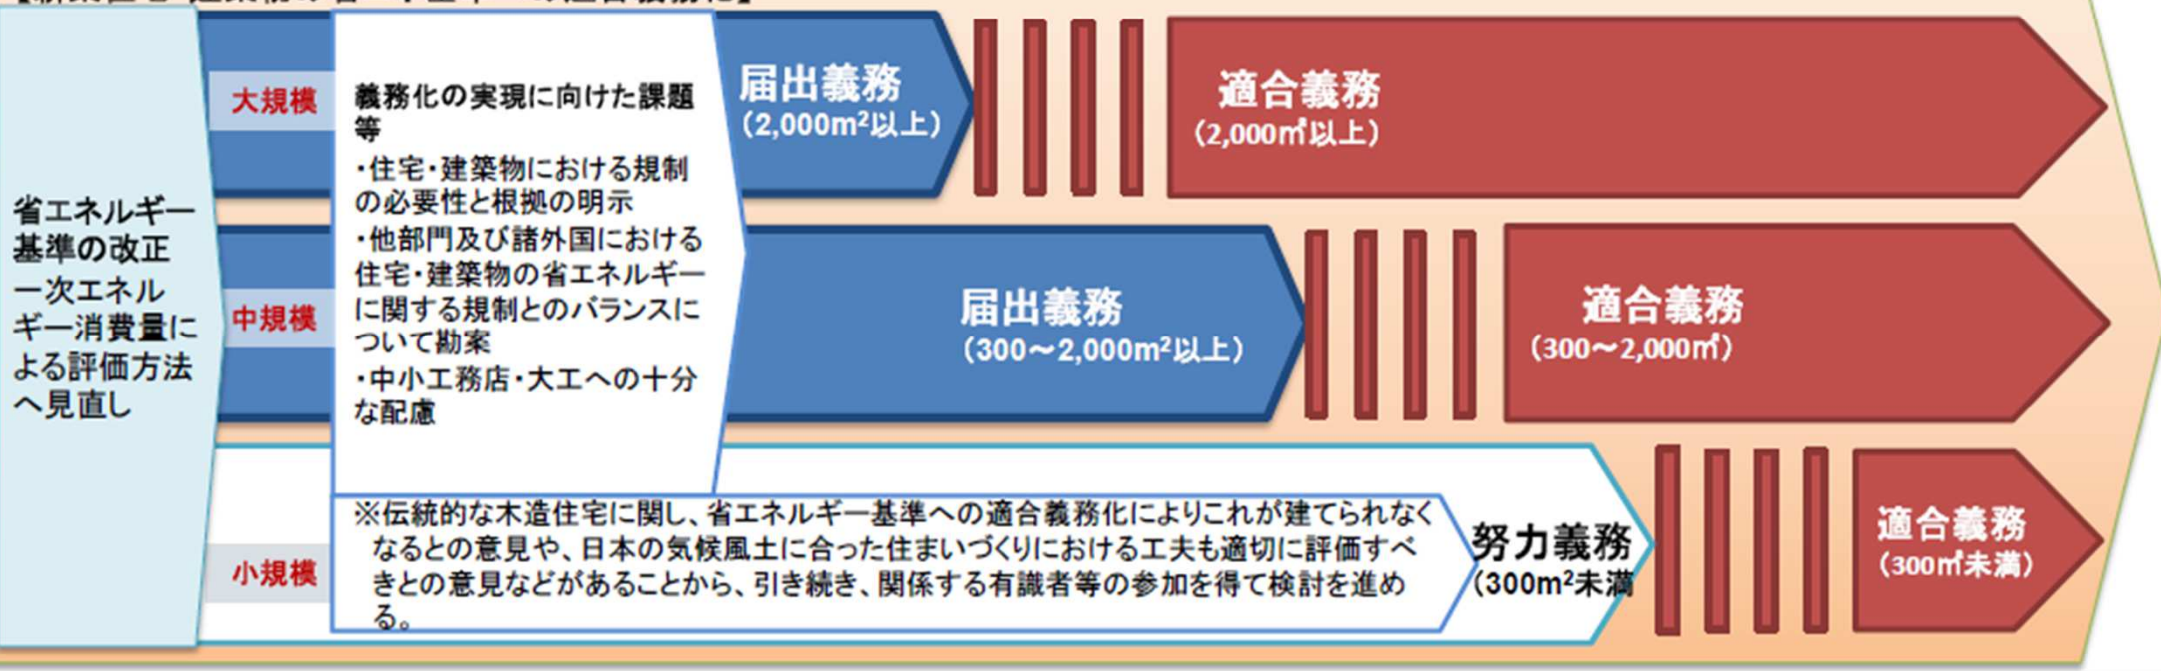 省エネルギー
基準の改正
一次エネル
ギー消費量に
よる評価方法
へ見直し
大規模
義務化の実現に向けた課題
等
・住宅・建築物における規制
の必要性と根拠の明示
・他部門及び諸外国における
住宅・建築物の省エネルギー
に関する規制とのバランスに
ついて勘案
・中小工務店・大工への十分
な配慮
届出義務
（2,000m²以上）
適合義務
（2,000㎡以上）
中規模
届出義務
（300～2,000m²以上）
適合義務
（300～2,000㎡）
小規模
※伝統的な木造住宅に関し、省エネルギー基準への適合義務化によりこれが建てられなく
なるとの意見や、日本の気候風土に合った住まいづくりにおける工夫も適切に評価すべ
きとの意見などがあることから、引き続き、関係する有識者等の参加を得て検討を進め
る。
努力義務
（300m²未満
適合義務
（300㎡未満）